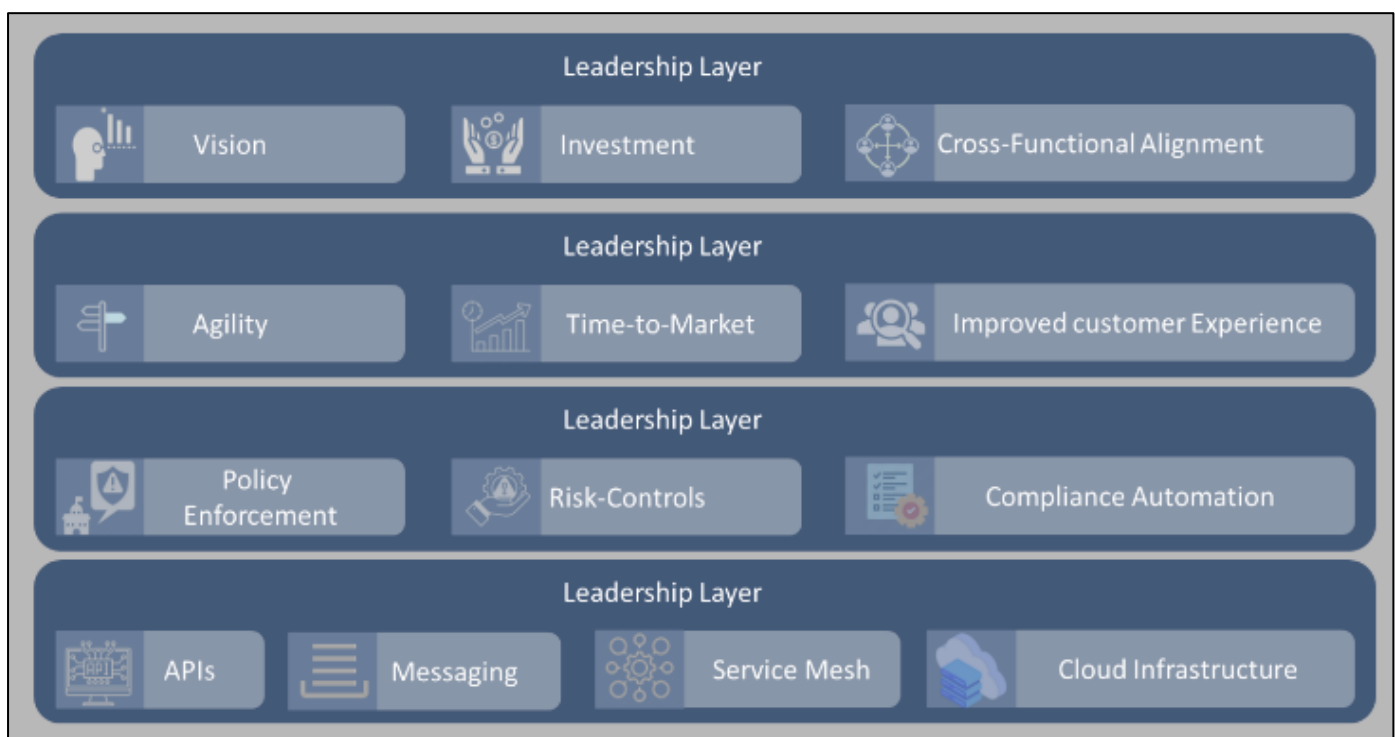 Leadership Layer
Vision
Investment
Cross-Functional Alignment
Leadership Layer
Agility
Time-to-Market
Improved customer Experience
Leadership Layer
Policy
Enforcement
Risk-Controls
Compliance Automation
Leadership Layer
API
APIs
Messaging
Service Mesh
Cloud Infrastructure